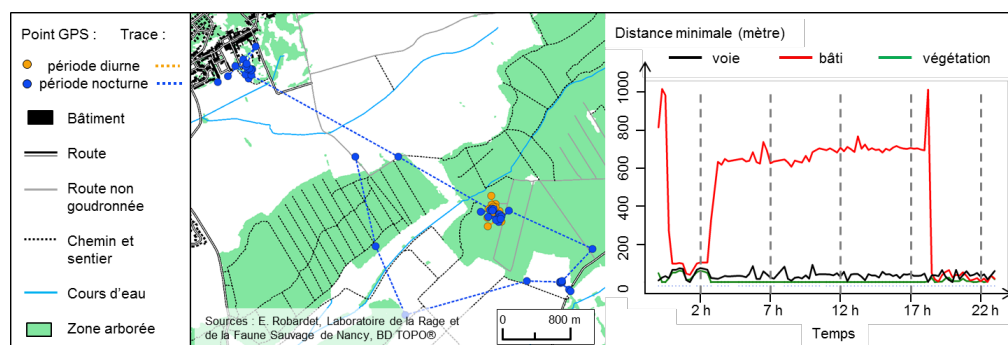 Point GPS : Trace :
période diurne
période nocturne
Bâtiment
Route
Route non
goudronnée
Chemin et
sentier
Cours d'eau
Zone arborée
Sources : E. Robardet, Laboratoire de la Rage et
de la Faune Sauvage de Nancy, BD TOPO®
0 800 m
Distance minimale (mètre)
voie bâti végétation
1000
800
600
400
200
0
2 h 7 h 12 h 17 h 22 h
Temps